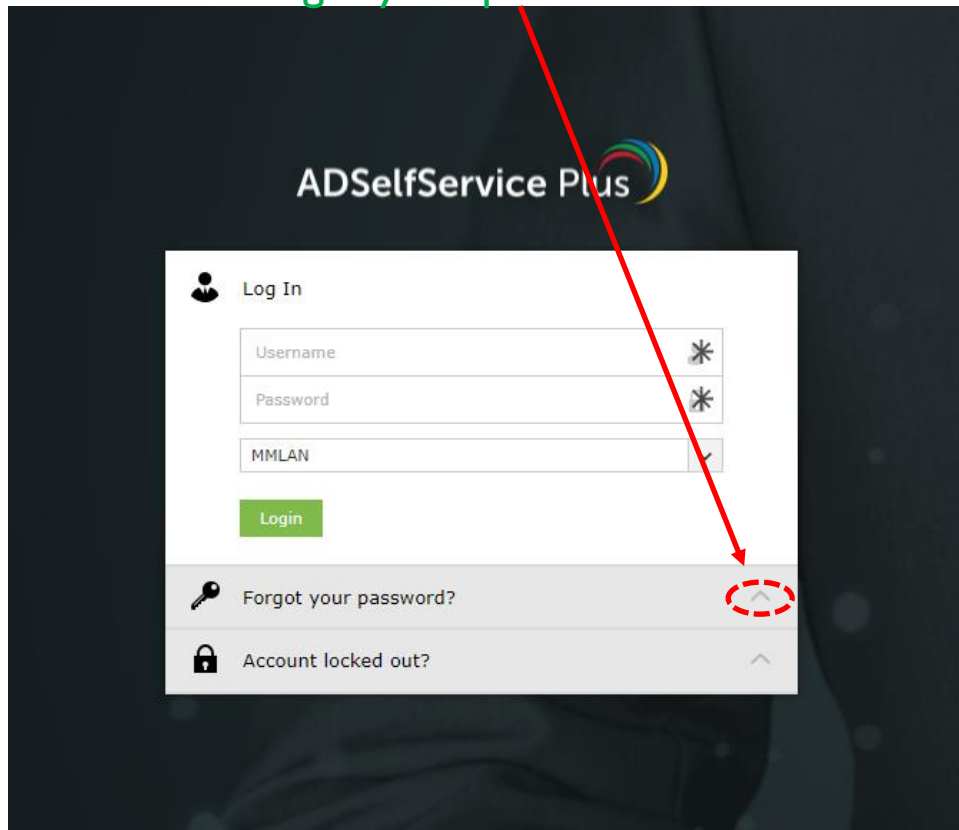 ADSelfService Plus
Log In
Username
Password
MMLAN
Login
Forgot your password?
Account locked out?